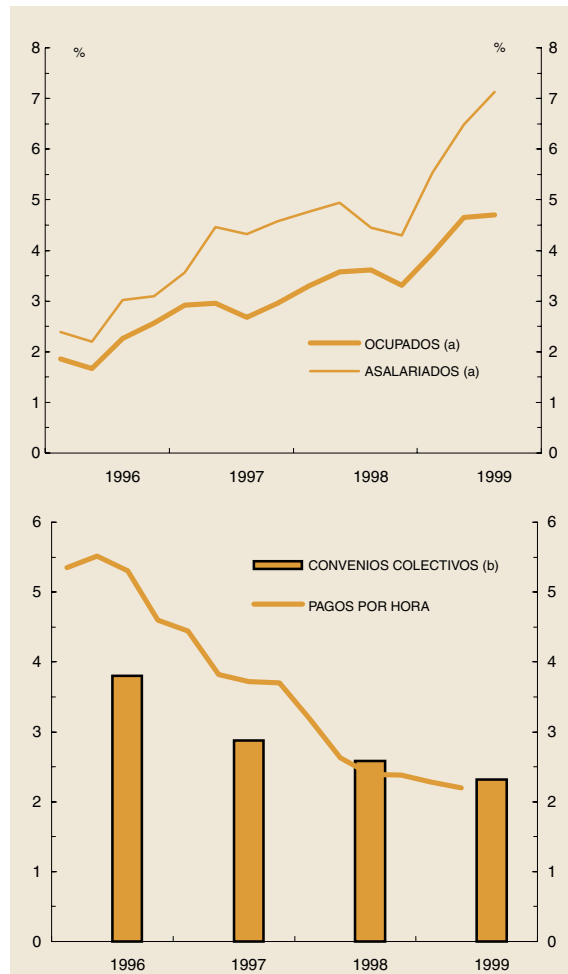 % %
8 8
7 7
6 6
5 5
4 4
3 3
OCUPADOS (a)
2 2
ASALARIADOS (a)
1 1
0 0
1996 1997 1998 1999
6 6
CONVENIOS COLECTIVOS (b)
5 5
PAGOS POR HORA
4 4
3 3
2 2
1 1
0 0
1996 1997 1998 1999